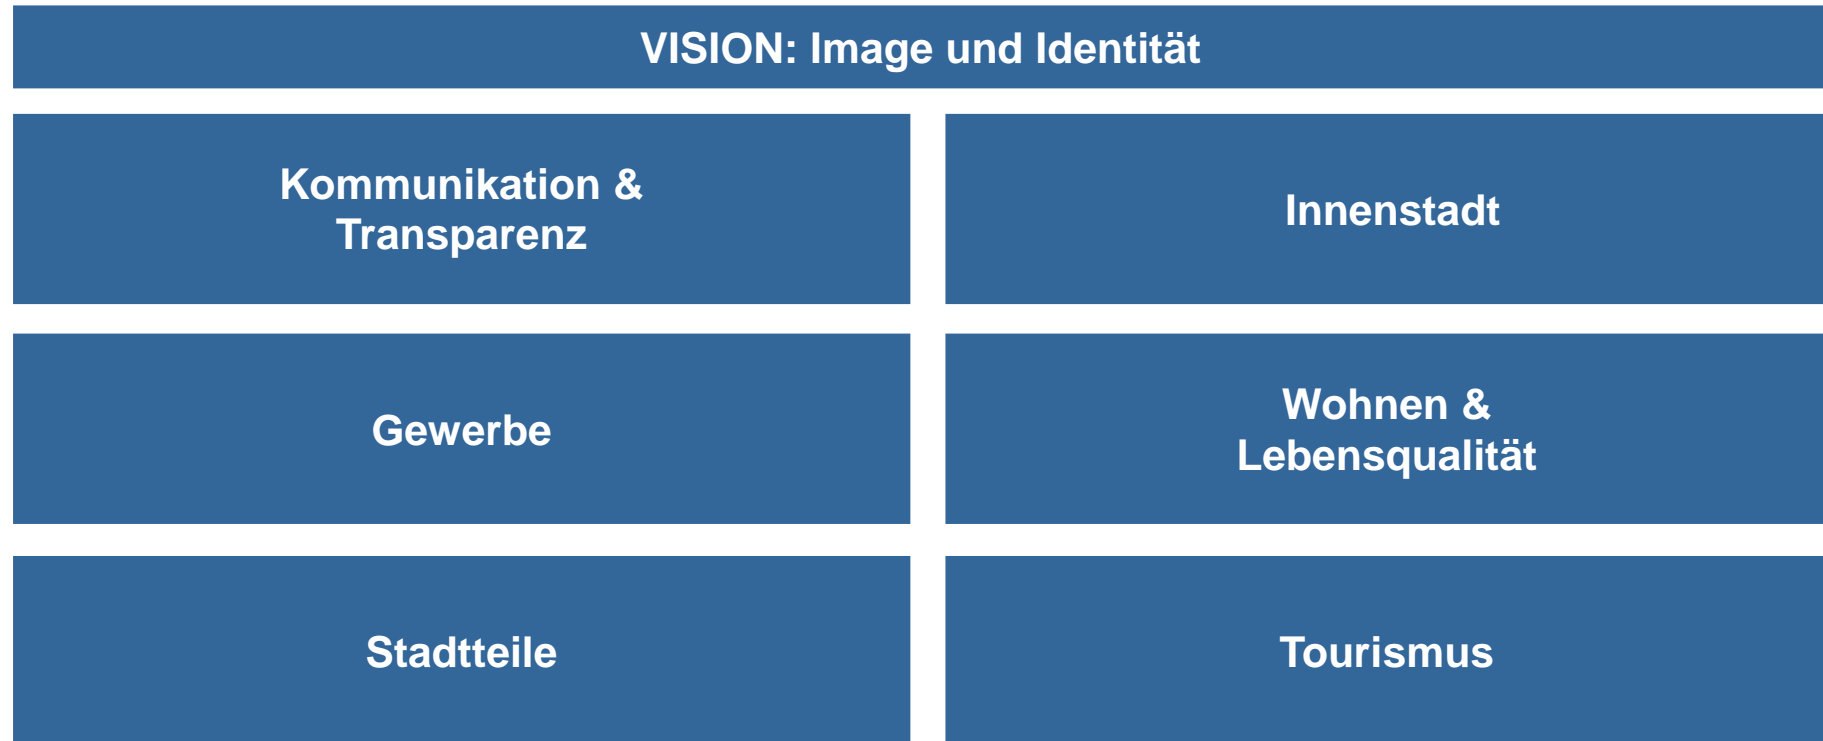 VISION: Image und Identität
Kommunikation &
Transparenz
Innenstadt
Gewerbe
Wohnen &
Lebensqualität
Stadtteile
Tourismus